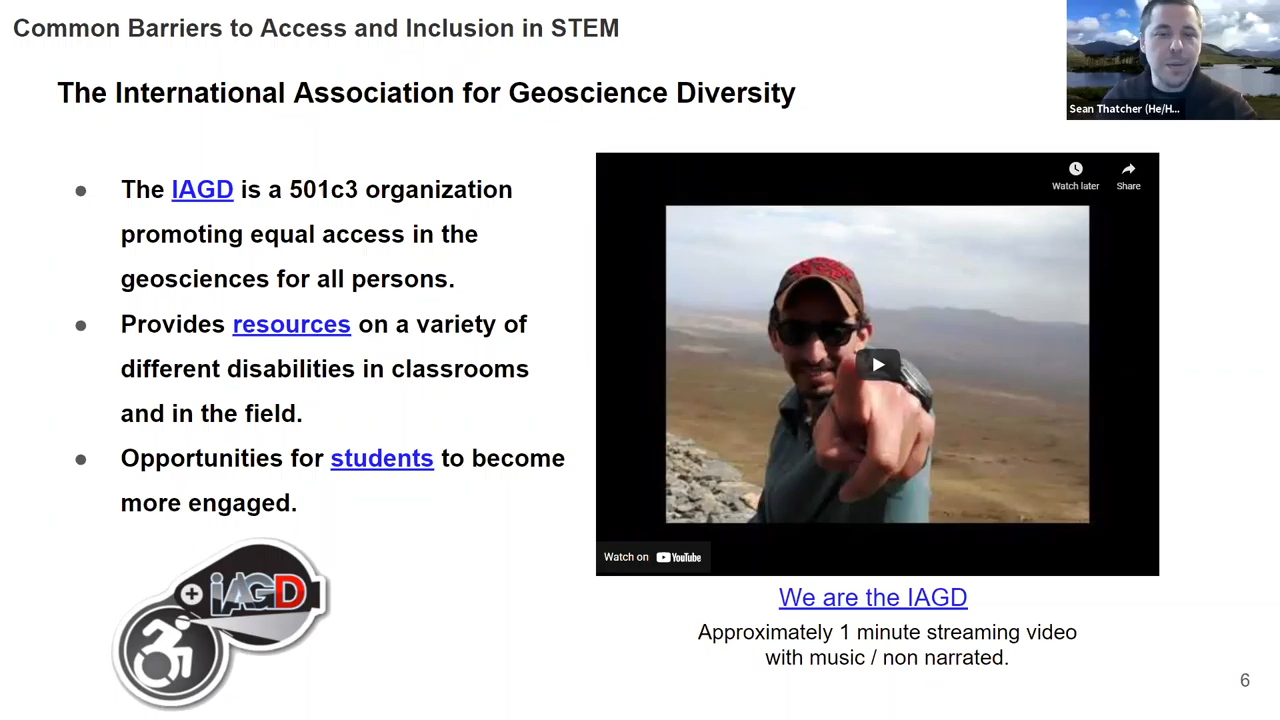 Common Barriers to Access and Inclusion in STEM
Sean Thatcher (He/H...
The International Association for Geoscience Diversity
● The IAGD is a 501c3 organization
promoting equal access in the
geosciences for all persons.
● Provides resources on a variety of
different disabilities in classrooms
and in the field.
● Opportunities for students to become
more engaged.
iAGD
Watch later
Share
Watch on YouTube
We are the IAGD
Approximately 1 minute streaming video
with music / non narrated.
6